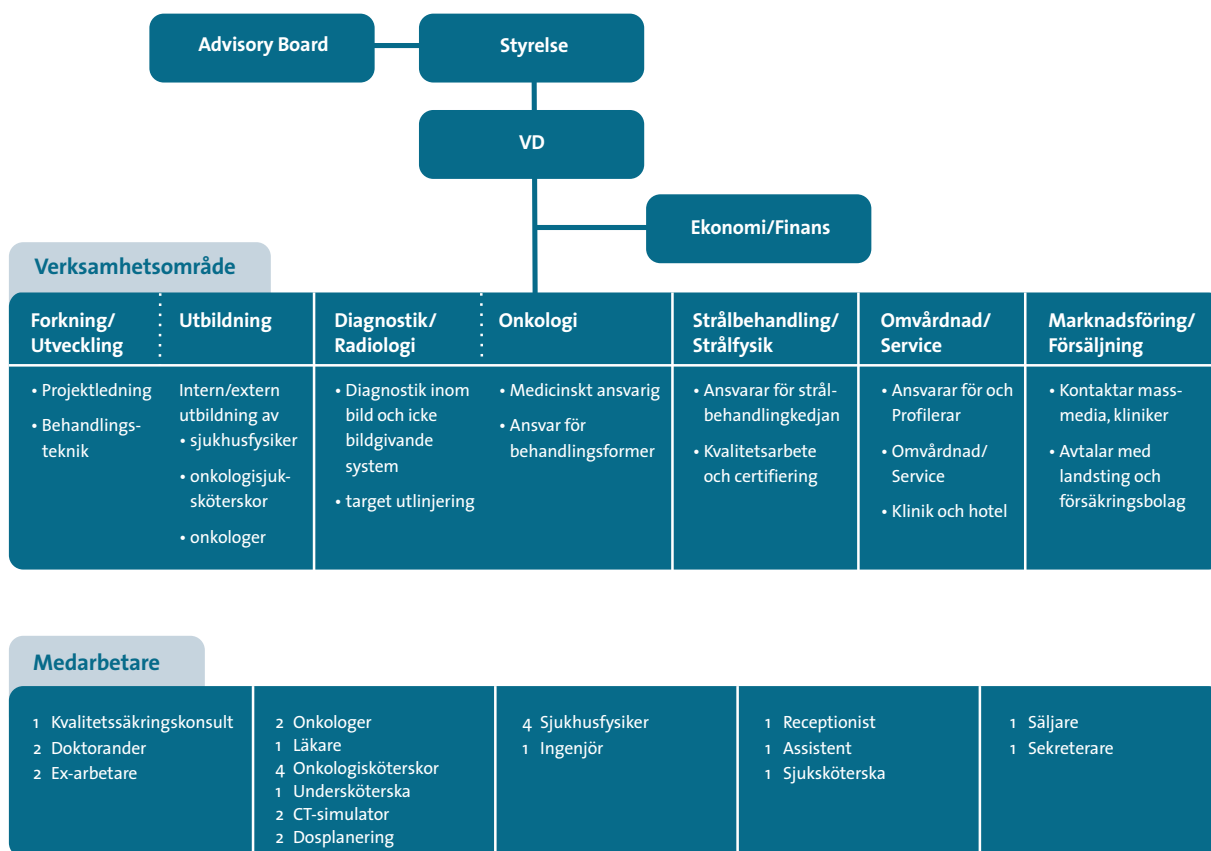 Advisory Board
Styrelse
VD
Ekonomi/Finans
Verksamhetsområde
Forkning/
Utveckling
• Projektledning
• Behandlings-
teknik
Utbildning
Intern/extern
utbildning av
• sjukhusfysiker
• onkologisjuk-
sköterskor
• onkologer
Diagnostik/
Radiologi
• Diagnostik inom
bild och icke
bildgivande
system
• target utlinjering
Onkologi
• Medicinskt ansvarig
• Ansvar för
behandlingsformer
Strålbehandling/
Strålfysik
• Ansvarar för strål-
behandlingkedjan
• Kvalitetsarbete
och certifiering
Omvårdnad/
Service
• Ansvarar för och
Profilerar
• Omvårdnad/
Service
• Klinik och hotel
Marknadsföring/
Försäljning
• Kontaktar mass-
media, kliniker
• Avtalar med
landsting och
försäkringsbolag
Medarbetare
1 Kvalitetssäkringskonsult
2 Doktorander
2 Ex-arbetare
2 Onkologer
1 Läkare
4 Onkologisköterskor
1 Undersköterska
2 CT-simulator
2 Dosplanering
4 Sjukhusfysiker
1 Ingenjör
1 Receptionist
1 Assistent
1 Sjuksköterska
1 Säljare
1 Sekreterare